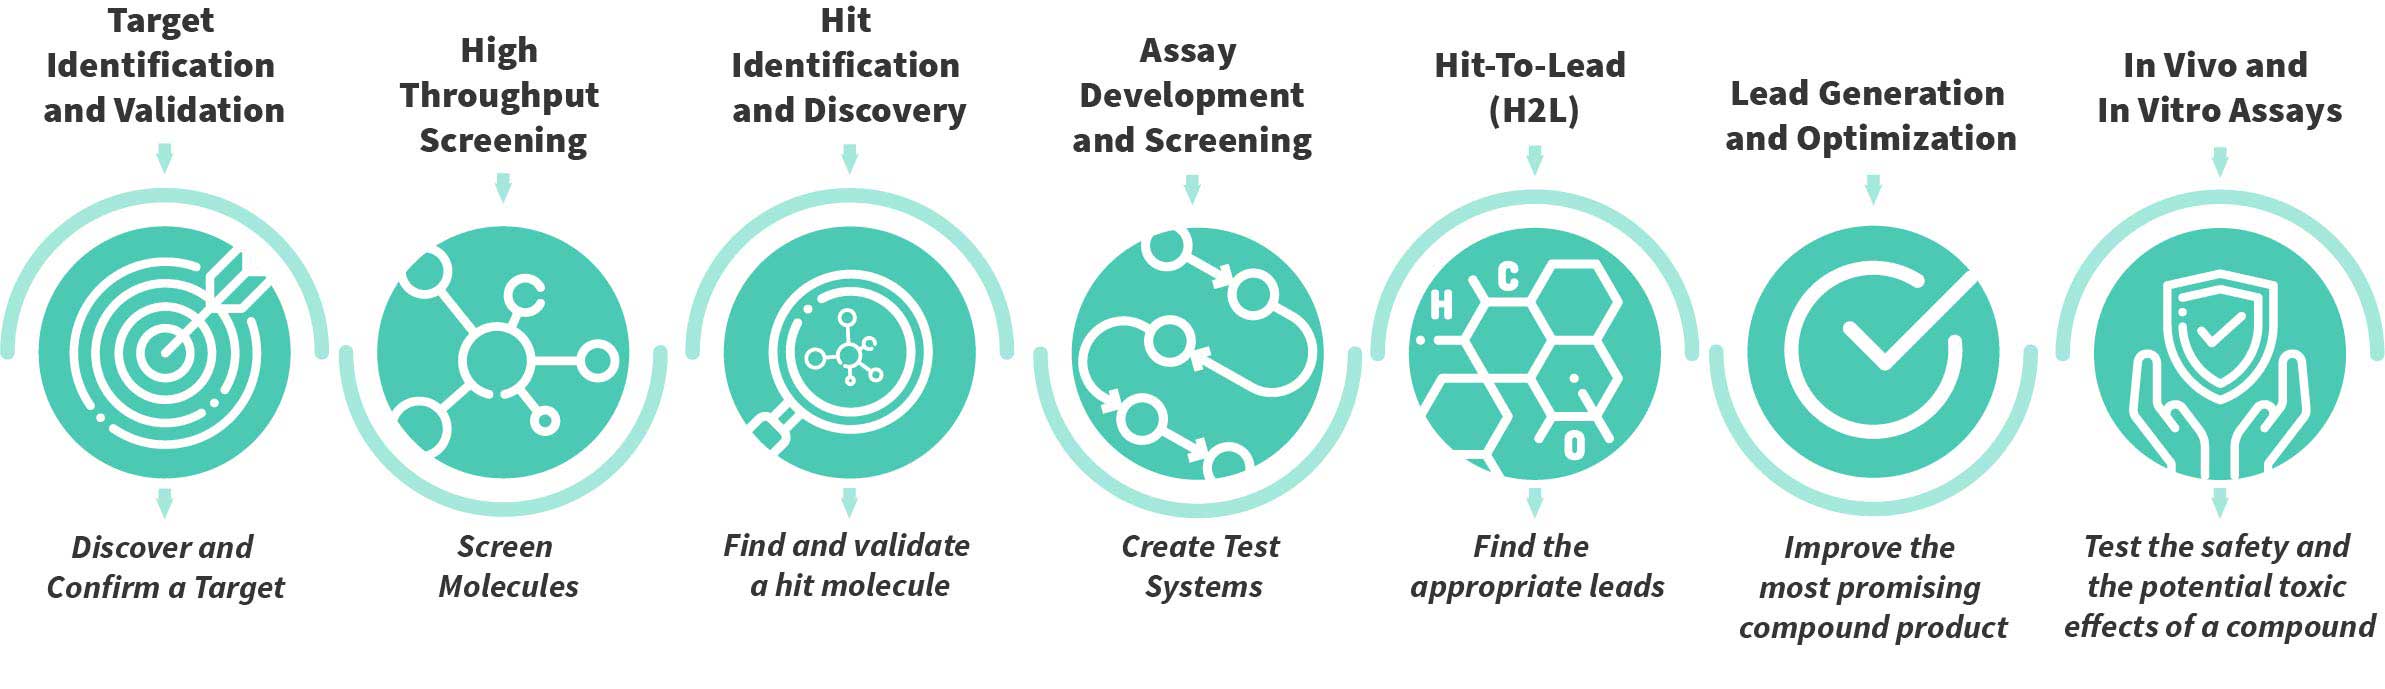 Target
Identification
and Validation
Discover and
Confirm a Target
High
Throughput
Screening
Screen
Molecules
Hit
Identification
and Discovery
Find and validate
a hit molecule
Assay
Development
and Screening
Create Test
Systems
Hit-To-Lead
(H2L)
H
C
O
Find the
appropriate leads
Lead Generation
and Optimization
Improve the
most promising
compound product
In Vivo and
In Vitro Assays
Test the safety and
the potential toxic
effects of a compound